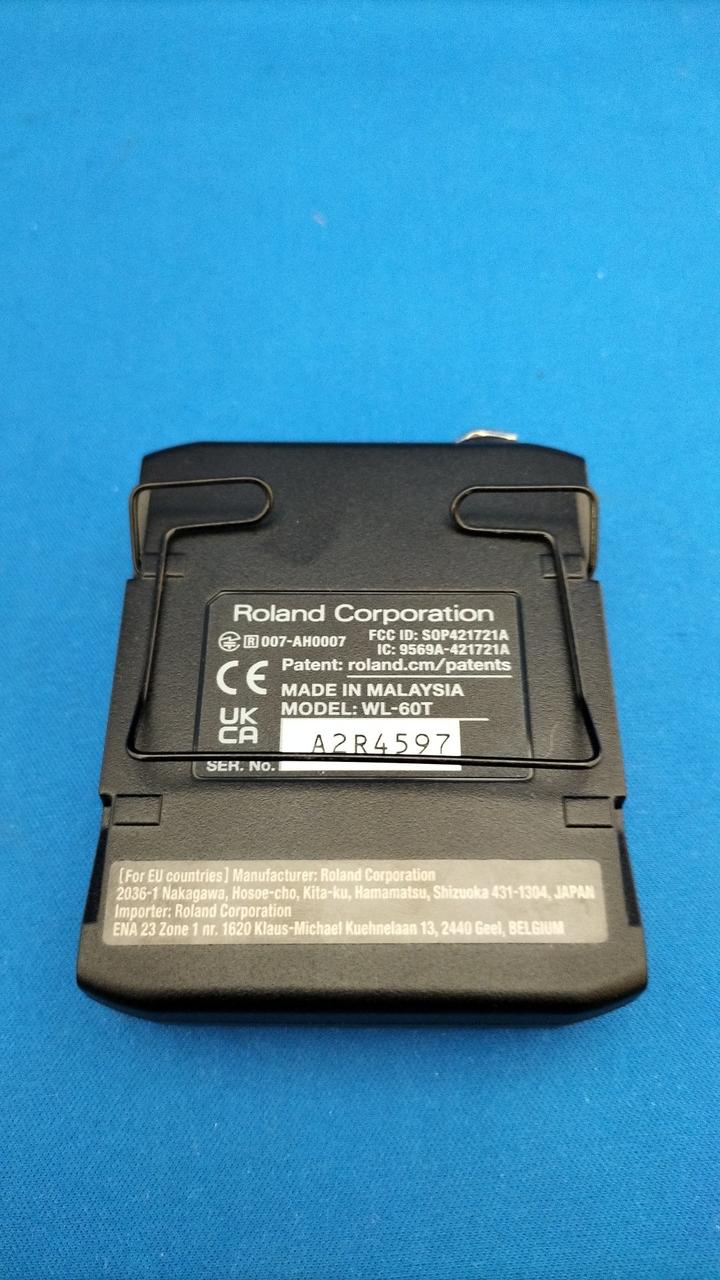 Roland Corporation
R 007-AH0007
FCC ID: SOP421721A
IC: 9569A-421721A
Patent: roland.cm/patents
CE
MADE IN MALAYSIA
MODEL: WL-60T
UK
CA
A2R4597
SER. No.
[For EU countries] Manufacturer: Roland Corporation
2036-1 Nakagawa, Hosoe-cho, Kita-ku, Hamamatsu, Shizuoka 431-1304, JAPAN
Importer: Roland Corporation
ENA 23 Zone 1 nr. 1620 Klaus-Michael Kuehnelaan 13, 2440 Geel, BELGIUM